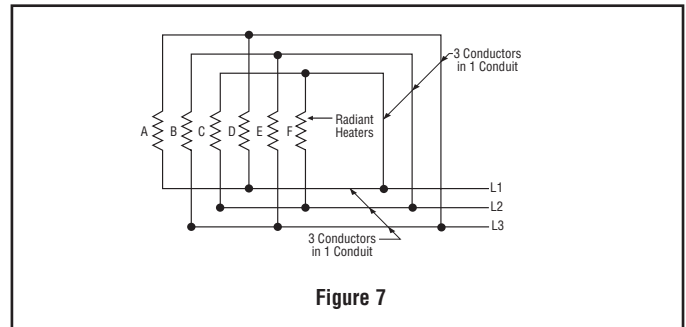 3 Conductors
in 1 Conduit
A B C D E F
Radiant
Heaters
L1
L2
L3
3 Conductors
in 1 Conduit
Figure 7